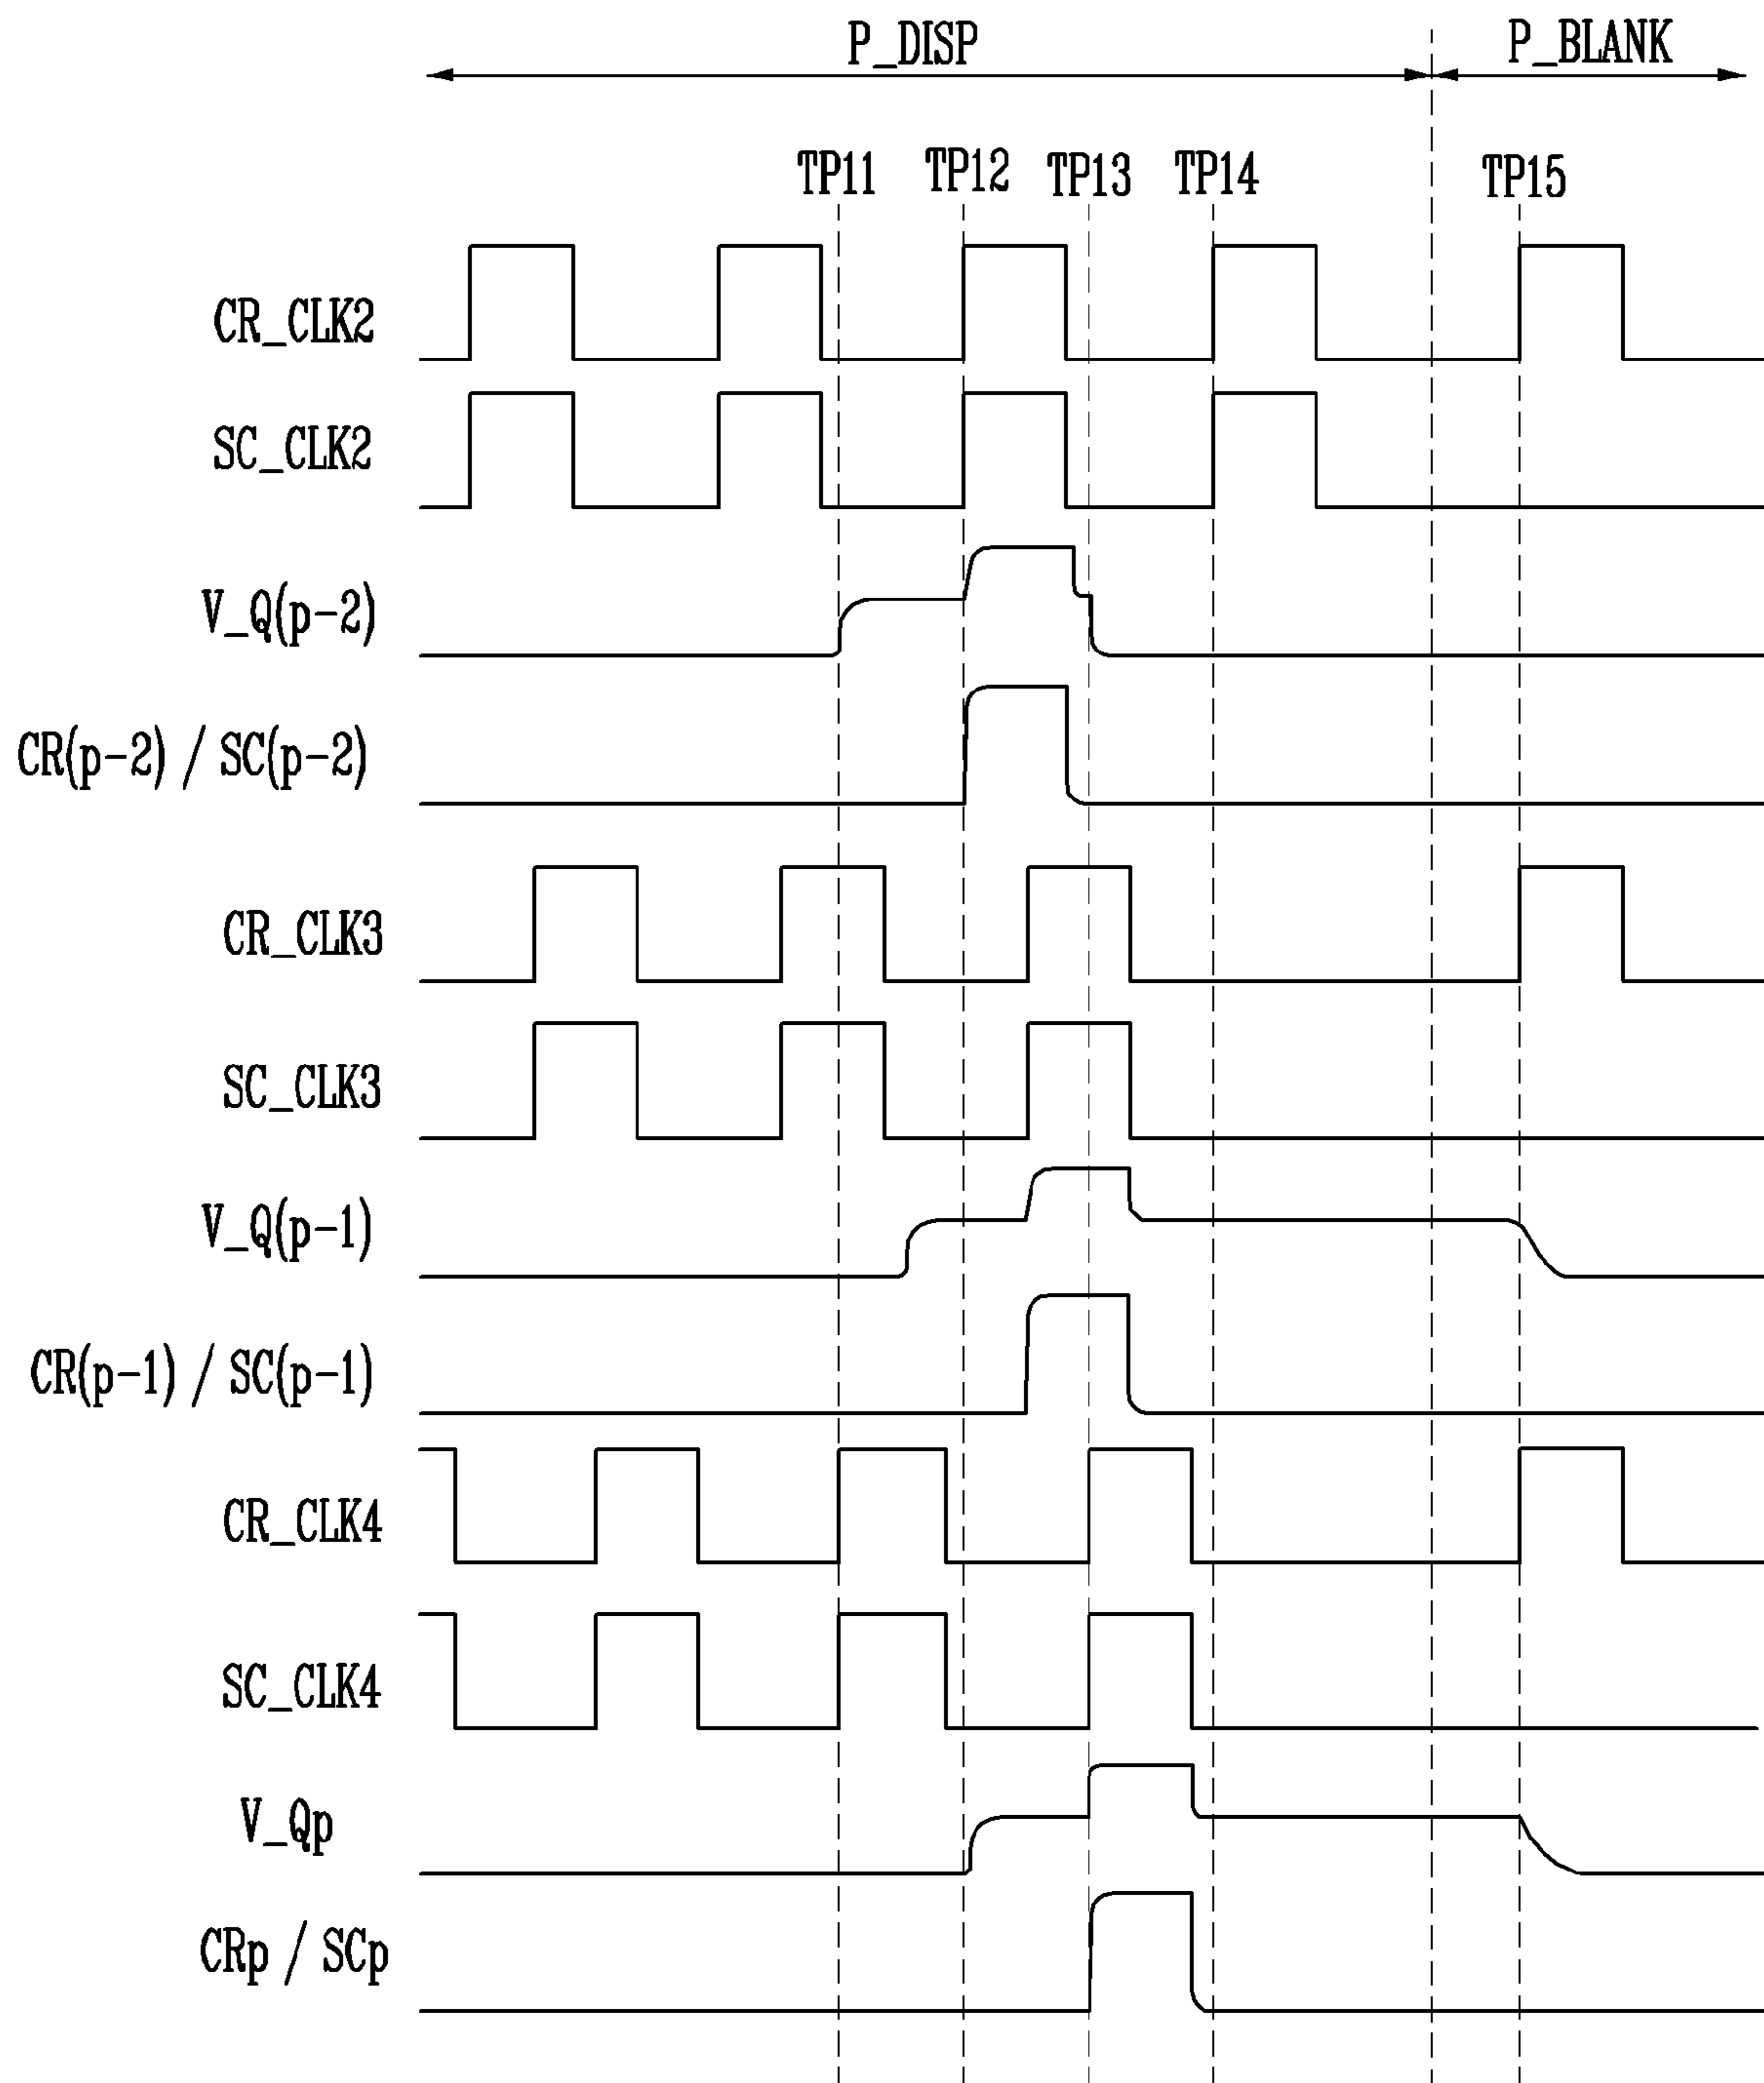 P_DISP P_BLANK
TP11 TP12 TP13 TP14 TP15
CR_CLK2
SC_CLK2
V_Q(p-2)
CR(p-2) / SC(p-2)
CR_CLK3
SC_CLK3
V_Q(p-1)
CR(p-1) / SC(p-1)
CR_CLK4
SC_CLK4
V_Qp
CRp / SCp